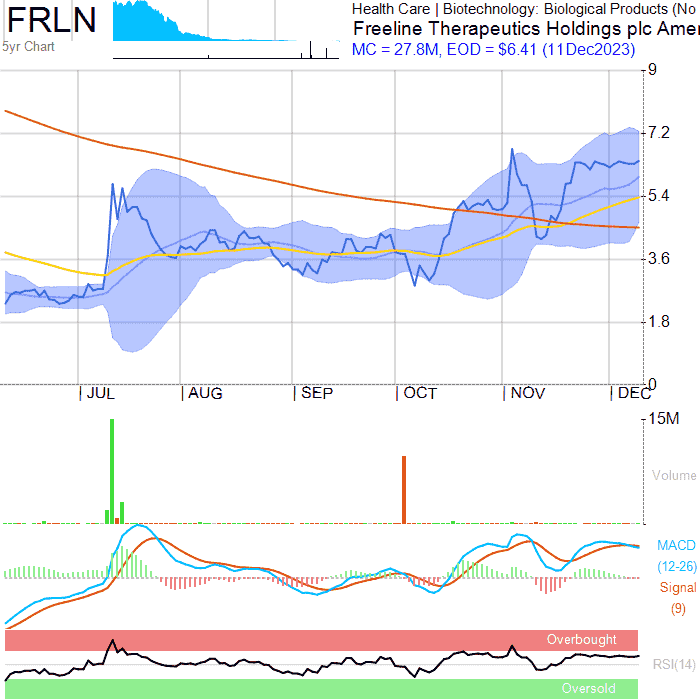 FRLN
5yr Chart
Health Care | Biotechnology: Biological Products (No
Freeline Therapeutics Holdings plc Amer
MC = 27.8M, EOD = $6.41 (11Dec2023)
9
7.2
5.4
3.6
1.8
0
JUL AUG SEP OCT NOV DEC
15M
Volume
MACD
(12-26)
Signal
(9)
Overbought
RSI(14)
Oversold